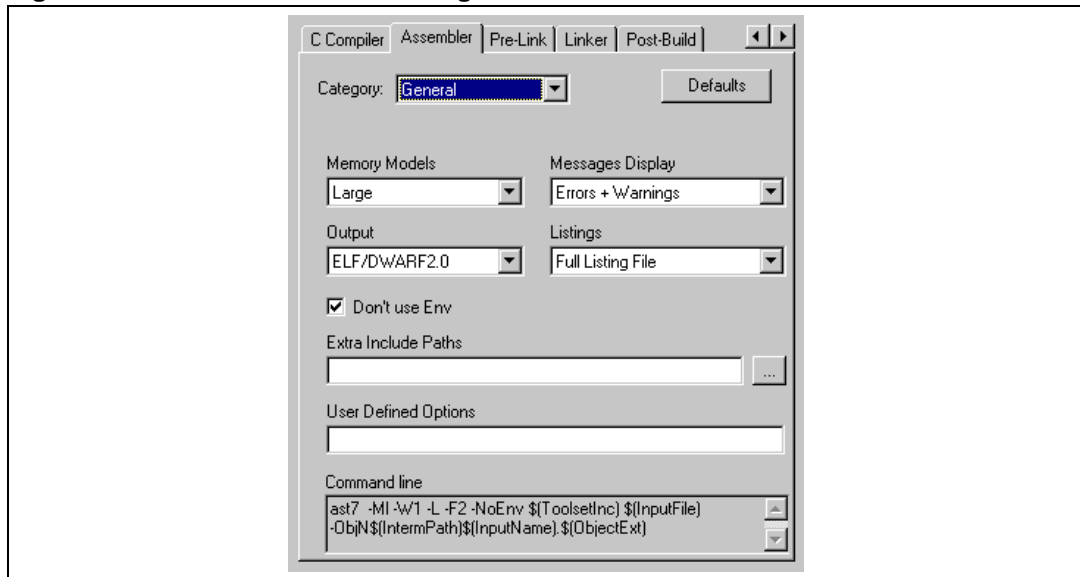 C Compiler Assembler Pre-Link Linker Post-Build
Category: General Defaults
Memory Models Messages Display
Large Errors + Warnings
Output Listings
ELF/DWARF2.0 Full Listing File
Don't use Env
Extra Include Paths
...
User Defined Options
Command line
ast7 -Ml -W1 -L -F2 -NoEnv $(ToolsetInc) $(InputFile)
-ObjN$(IntermPath)$(InputName).$(ObjectExt)